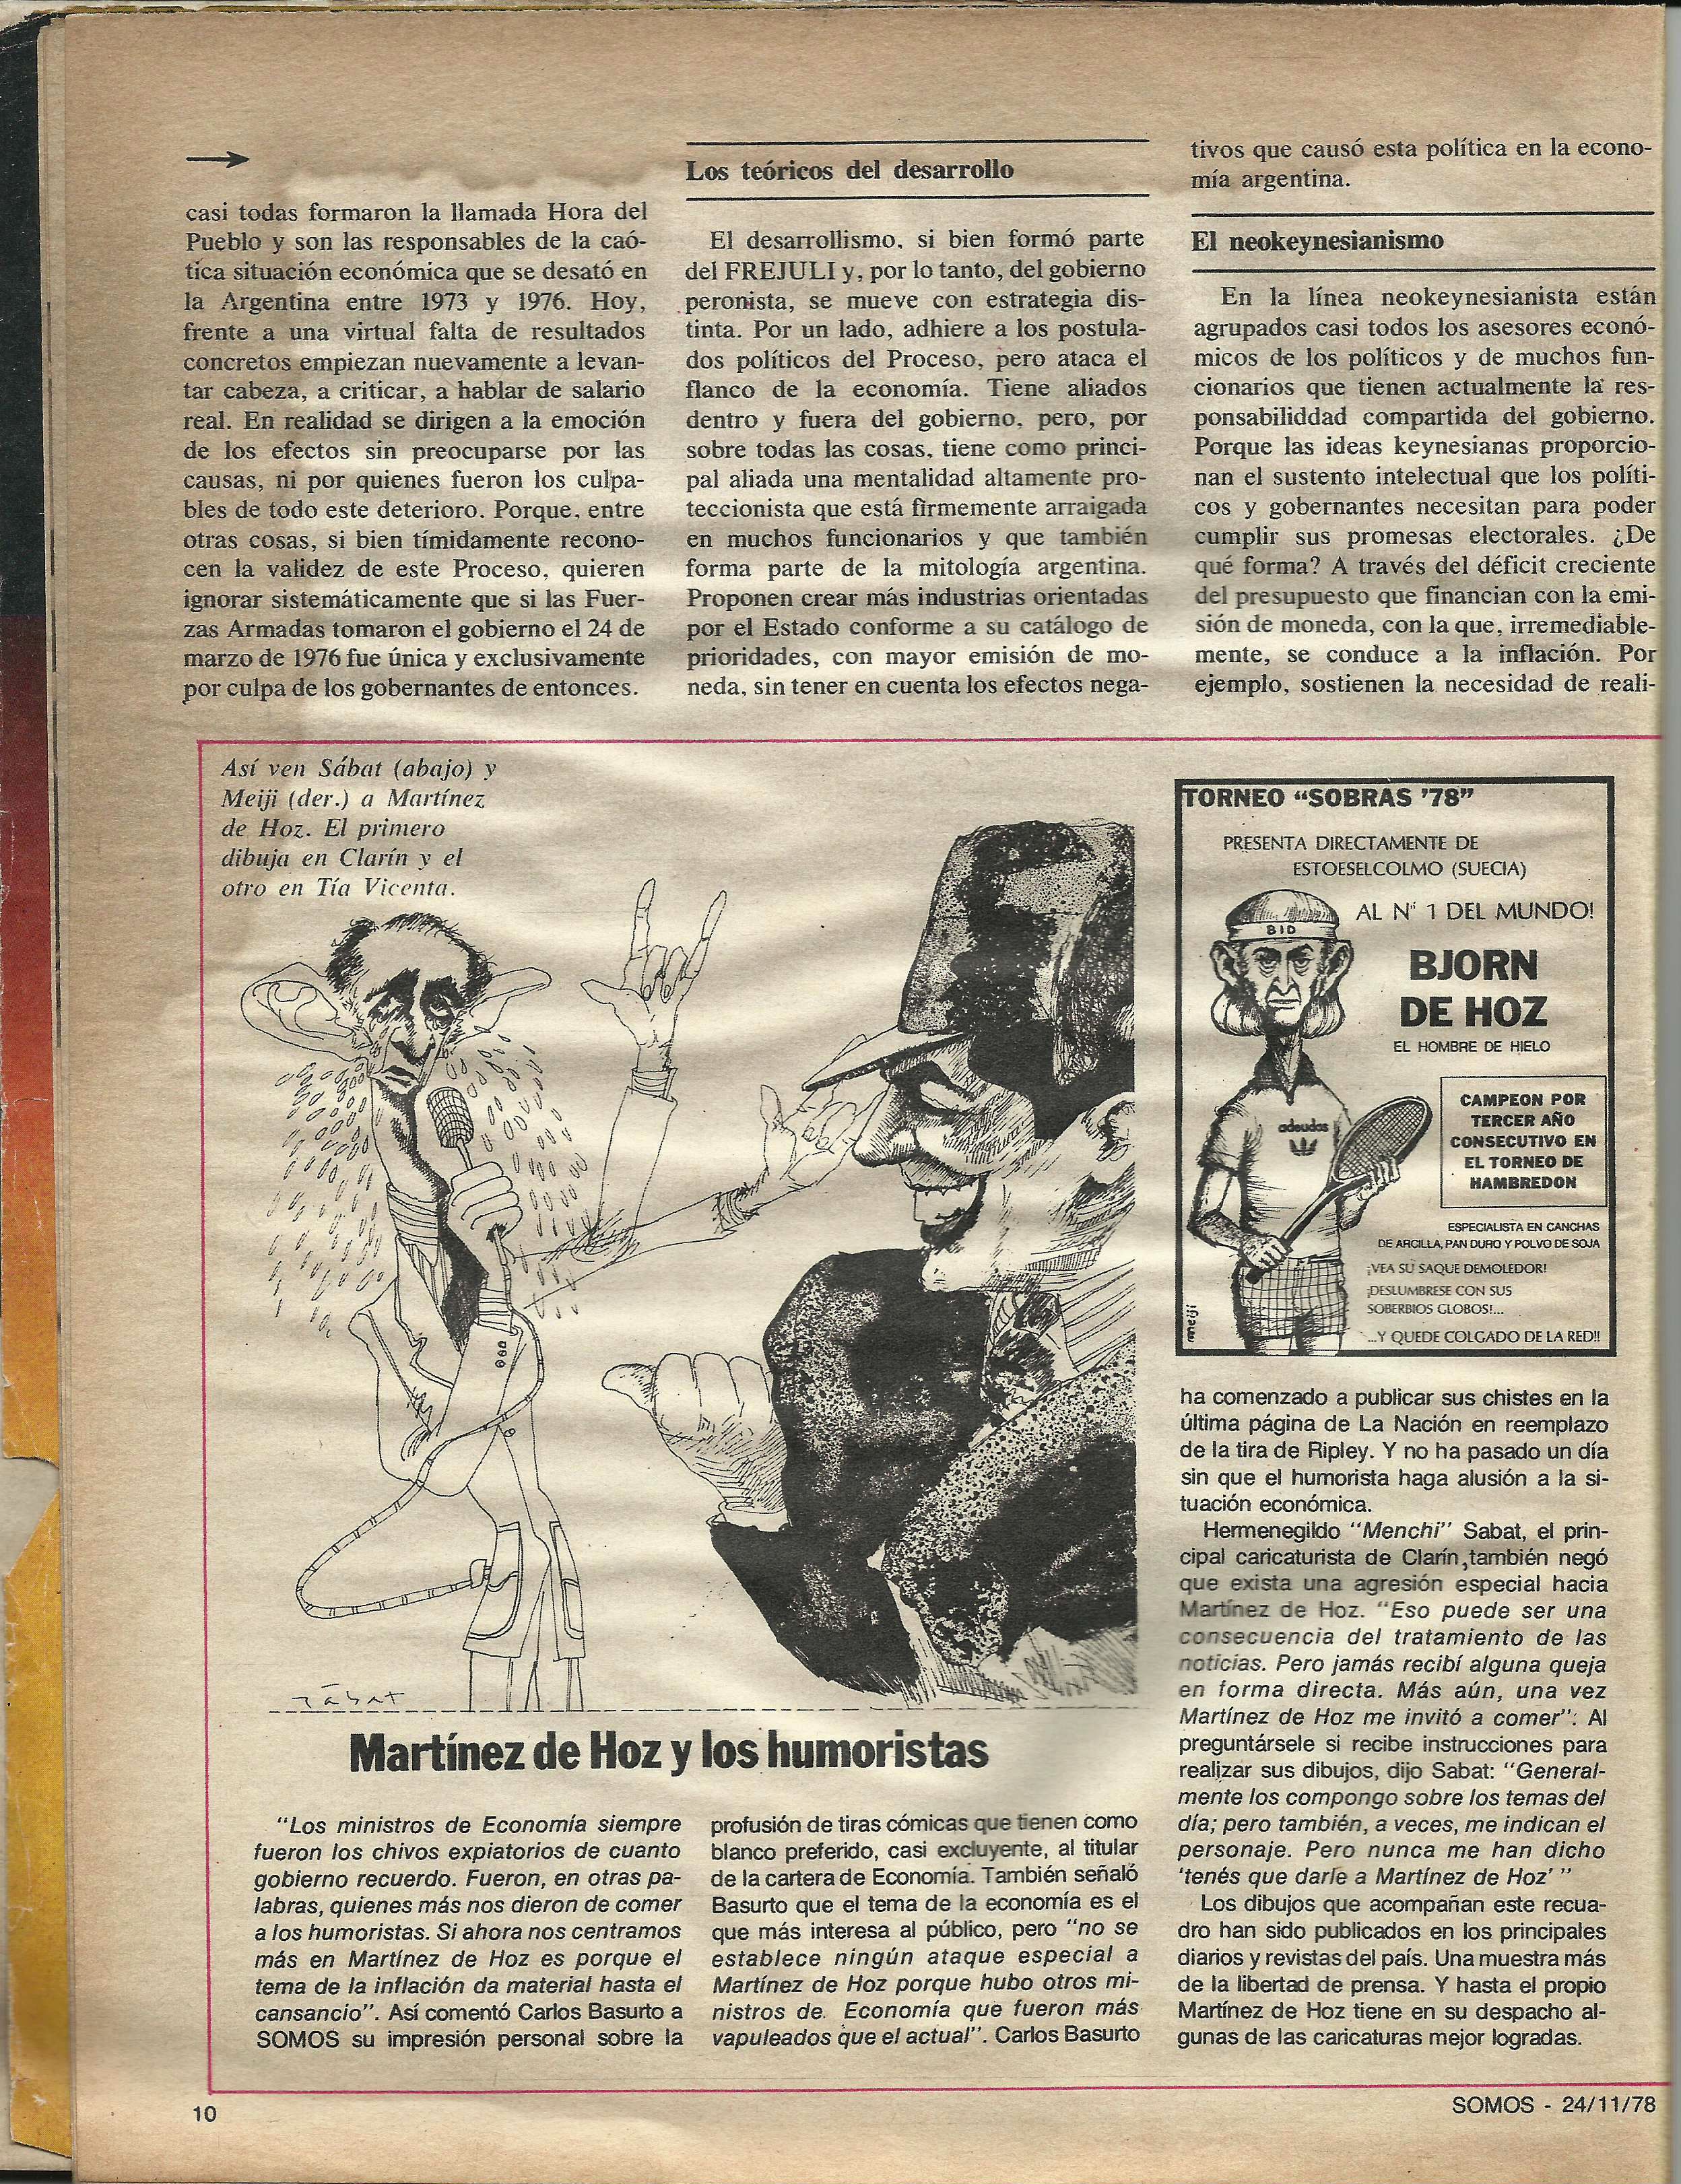 casi todas formaron la llamada Hora del
Pueblo y son las responsables de la caó-
tica situación económica que se desató en
la Argentina entre 1973 y 1976. Hoy,
frente a una virtual falta de resultados
concretos empiezan nuevamente a levan-
tar cabeza, a criticar, a hablar de salario
real. En realidad se dirigen a la emoción
de los efectos sin preocuparse por las
causas, ni por quienes fueron los culpa-
bles de todo este deterioro. Porque, entre
otras cosas, si bien tímidamente recono-
cen la validez de este Proceso, quieren
ignorar sistemáticamente que si las Fuer-
zas Armadas tomaron el gobierno el 24 de
marzo de 1976 fue única y exclusivamente
por culpa de los gobernantes de entonces.
Los teóricos del desarrollo
El desarrollismo, si bien formó parte
del FREJULI y, por lo tanto, del gobierno
peronista, se mueve con estrategia dis-
tinta. Por un lado, adhiere a los postula-
dos políticos del Proceso, pero ataca el
flanco de la economía. Tiene aliados
dentro y fuera del gobierno, pero, por
sobre todas las cosas, tiene como princi-
pal aliada una mentalidad altamente pro-
teccionista que está firmemente arraigada
en muchos funcionarios y que también
forma parte de la mitología argentina.
Proponen crear más industrias orientadas
por el Estado conforme a su catálogo de
prioridades, con mayor emisión de mo-
neda, sin tener en cuenta los efectos nega-
tivos que causó esta política en la econo-
mía argentina.
El neokeynesianismo
En la línea neokeynesianista están
agrupados casi todos los asesores econó-
micos de los políticos y de muchos fun-
cionarios que tienen actualmente la res-
ponsabiliddad compartida del gobierno.
Porque las ideas keynesianas proporcio-
nan el sustento intelectual que los políti-
cos y gobernantes necesitan para poder
cumplir sus promesas electorales. ¿De
qué forma? A través del déficit creciente
del presupuesto que financian con la emi-
sión de moneda, con la que, irremediable-
mente, se conduce a la inflación. Por
ejemplo, sostienen la necesidad de reali-
Así ven Sábat (abajo) y
Meiji (der.) a Martínez
de Hoz. El primero
dibuja en Clarín y el
otro en Tía Vicenta.
sábat
TORNEO "SOBRAS '78"
PRESENTA DIRECTAMENTE DE
ESTOESELCOLMO (SUECIA)
AL Nº 1 DEL MUNDO!
BID
BJORN
DE HOZ
EL HOMBRE DE HIELO
adeudas
CAMPEON POR
TERCER AÑO
CONSECUTIVO EN
EL TORNEO DE
HAMBREDON
ESPECIALISTA EN CANCHAS
DE ARCILLA, PAN DURO Y POLVO DE SOJA
¡VEA SU SAQUE DEMOLEDOR!
¡DESLUMBRESE CON SUS
SOBERBIOS GLOBOS!...
...Y QUEDE COLGADO DE LA RED!!
meiji
Martínez de Hoz y los humoristas
"Los ministros de Economía siempre
fueron los chivos expiatorios de cuanto
gobierno recuerdo. Fueron, en otras pa-
labras, quienes más nos dieron de comer
a los humoristas. Si ahora nos centramos
más en Martínez de Hoz es porque el
tema de la inflación da material hasta el
cansancio". Así comentó Carlos Basurto a
SOMOS su impresión personal sobre la
profusión de tiras cómicas que tienen como
blanco preferido, casi excluyente, al titular
de la cartera de Economía. También señaló
Basurto que el tema de la economía es el
que más interesa al público, pero "no se
establece ningún ataque especial a
Martínez de Hoz porque hubo otros mi-
nistros de. Economía que fueron más
vapuleados que el actual". Carlos Basurto
ha comenzado a publicar sus chistes en la
última página de La Nación en reemplazo
de la tira de Ripley. Y no ha pasado un día
sin que el humorista haga alusión a la si-
tuación económica.
Hermenegildo "Menchi" Sabat, el prin-
cipal caricaturista de Clarín, también negó
que exista una agresión especial hacia
Martínez de Hoz. "Eso puede ser una
consecuencia del tratamiento de las
noticias. Pero jamás recibí alguna queja
en forma directa. Más aún, una vez
Martínez de Hoz me invitó a comer". Al
preguntársele si recibe instrucciones para
realizar sus dibujos, dijo Sabat: "General-
mente los compongo sobre los temas del
día; pero también, a veces, me indican el
personaje. Pero nunca me han dicho
'tenés que darle a Martínez de Hoz' "
Los dibujos que acompañan este recua-
dro han sido publicados en los principales
diarios y revistas del país. Una muestra más
de la libertad de prensa. Y hasta el propio
Martínez de Hoz tiene en su despacho al-
gunas de las caricaturas mejor logradas.
10
SOMOS - 24/11/78